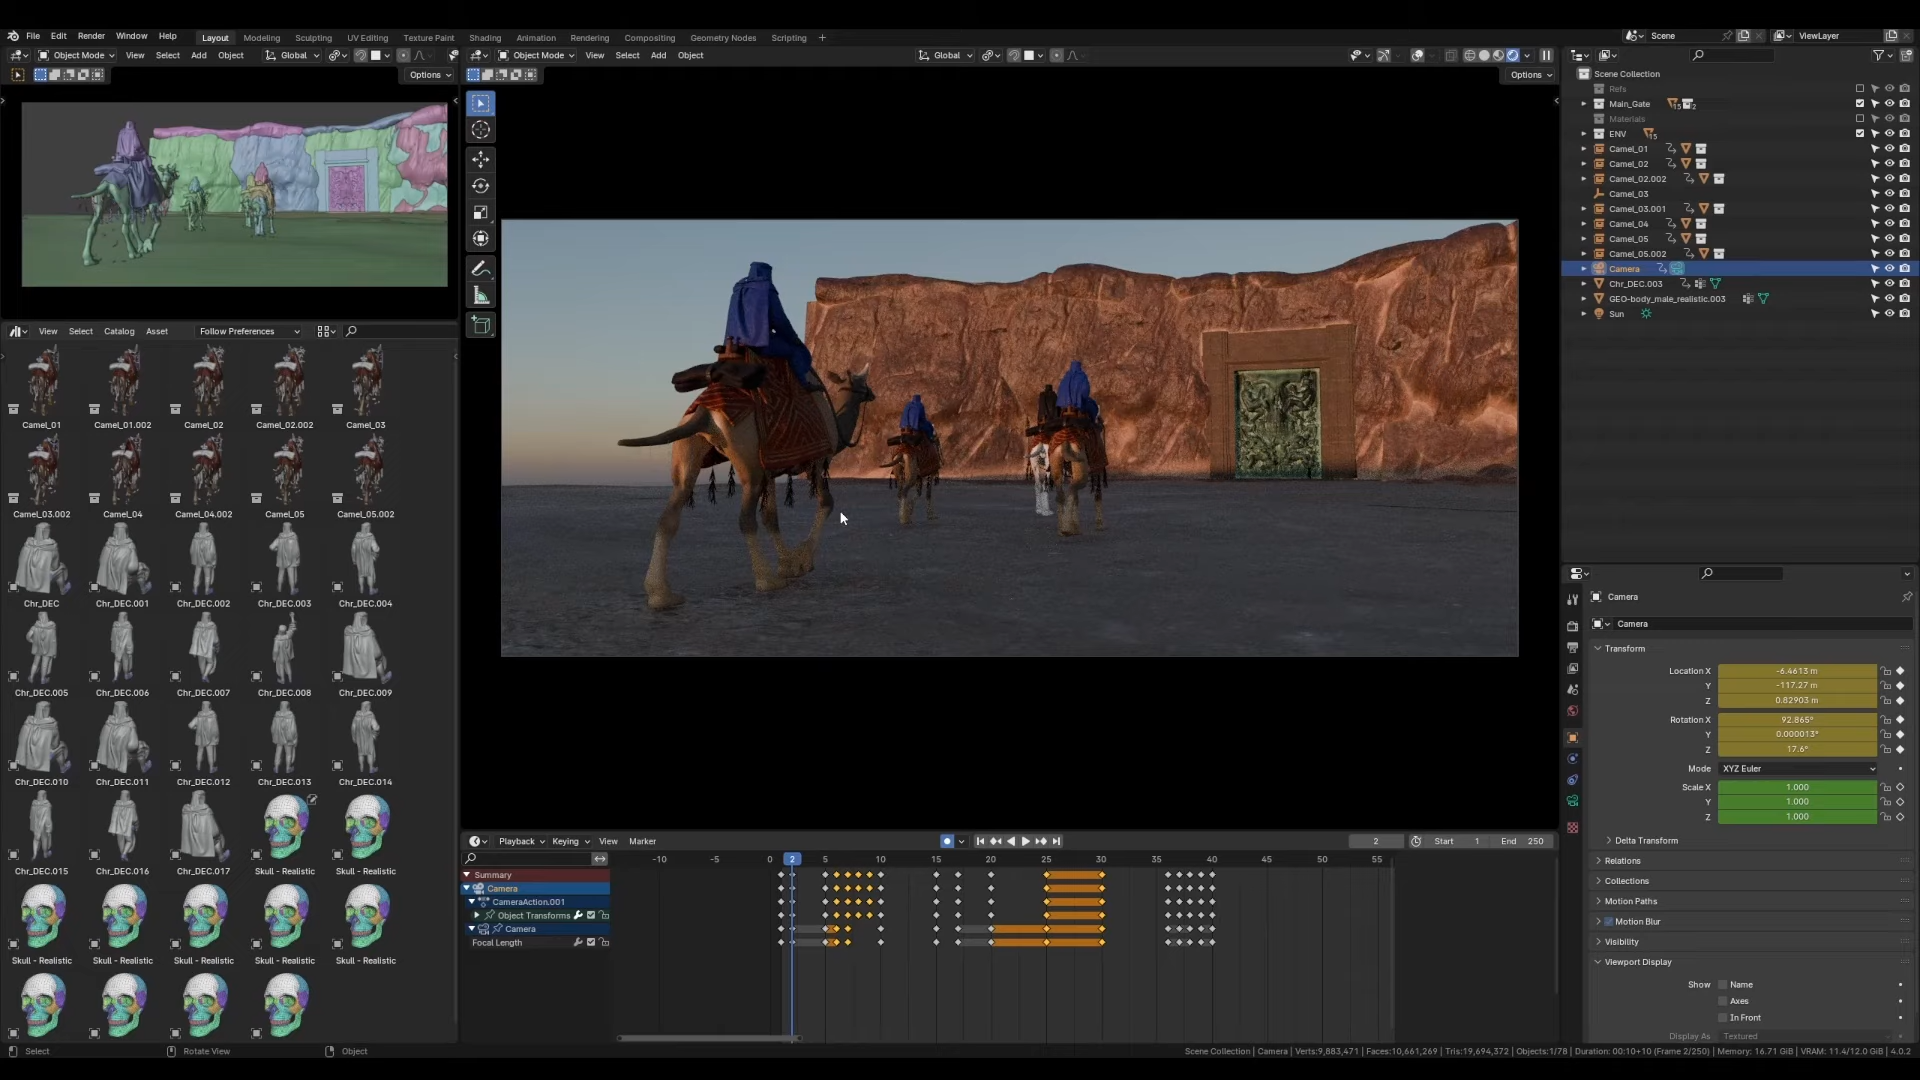 File Edit Render Window Help Layout Modeling Sculpting UV Editing Texture Paint Shading Animation Rendering Compositing Geometry Nodes Scripting + Scene ViewLayer
Object Mode View Select Add Object Global Object Mode View Select Add Object Global
Options Options
Scene Collection
Refs
Main_Gate 15 2
Materials
ENV 15
Camel_01
Camel_02
Camel_02.002
Camel_03
Camel_03.001
Camel_04
Camel_05
Camel_05.002
Camera
Chr_DEC.003
GEO-body_male_realistic.003
Sun
View Select Catalog Asset Follow Preferences
Camel_01 Camel_01.002 Camel_02 Camel_02.002 Camel_03
Camel_03.002 Camel_04 Camel_04.002 Camel_05 Camel_05.002
Chr_DEC Chr_DEC.001 Chr_DEC.002 Chr_DEC.003 Chr_DEC.004
Chr_DEC.005 Chr_DEC.006 Chr_DEC.007 Chr_DEC.008 Chr_DEC.009
Chr_DEC.010 Chr_DEC.011 Chr_DEC.012 Chr_DEC.013 Chr_DEC.014
Chr_DEC.015 Chr_DEC.016 Chr_DEC.017 Skull - Realistic Skull - Realistic
Skull - Realistic Skull - Realistic Skull - Realistic Skull - Realistic Skull - Realistic
Camera
Camera
Transform
Location X -6.4613 m
Y -117.27 m
Z 0.82903 m
Rotation X 92.865°
Y 0.000013°
Z 17.6°
Mode XYZ Euler
Scale X 1.000
Y 1.000
Z 1.000
Delta Transform
Relations
Collections
Motion Paths
Motion Blur
Visibility
Viewport Display
Show Name
Axes
In Front
Display As Textured
Playback Keying View Marker 2 Start 1 End 250
-10 -5 0 2 5 10 15 20 25 30 35 40 45 50 55
Summary
Camera
CameraAction.001
Object Transforms
Camera
Focal Length
Select Rotate View Object Scene Collection | Camera | Verts:9,883,471 | Faces:10,661,269 | Tris:19,694,372 | Objects:1/78 | Duration: 00:10+10 (Frame 2/250) | Memory: 16.71 GiB | VRAM: 11.4/12.0 GiB | 4.0.2